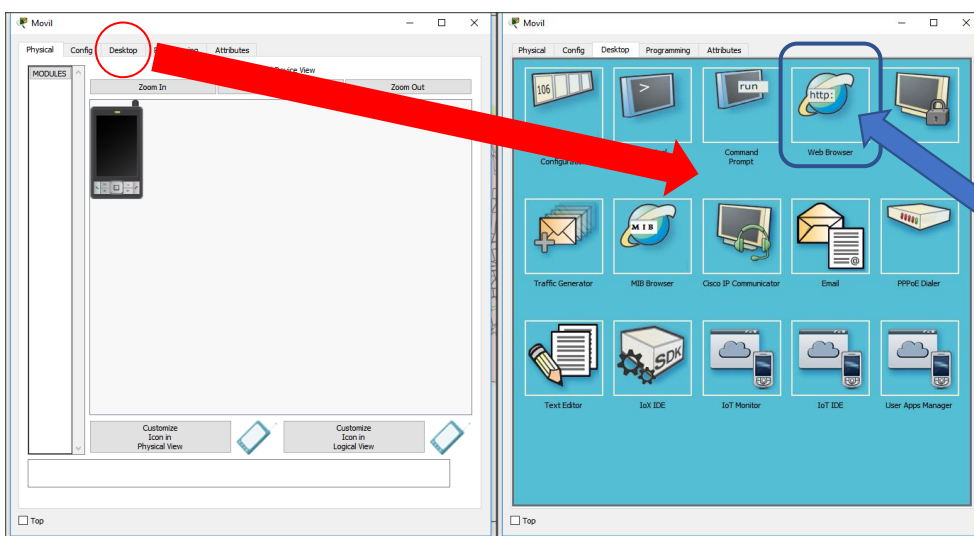 Movil
Physical Config Desktop Attributes
Device View
MODULES
Zoom In
Zoom Out
Customize
Icon in
Physical View
Customize
Icon in
Logical View
Top
Movil
Physical Config Desktop Programming Attributes
106
>
run
http:
Command
Prompt
Web Browser
MIB
Traffic Generator
MIB Browser
Cisco IP Communicator
Email
PPPoE Dialer
SDK
Text Editor
IoX IDE
IoT Monitor
IoT IDE
User Apps Manager
Top